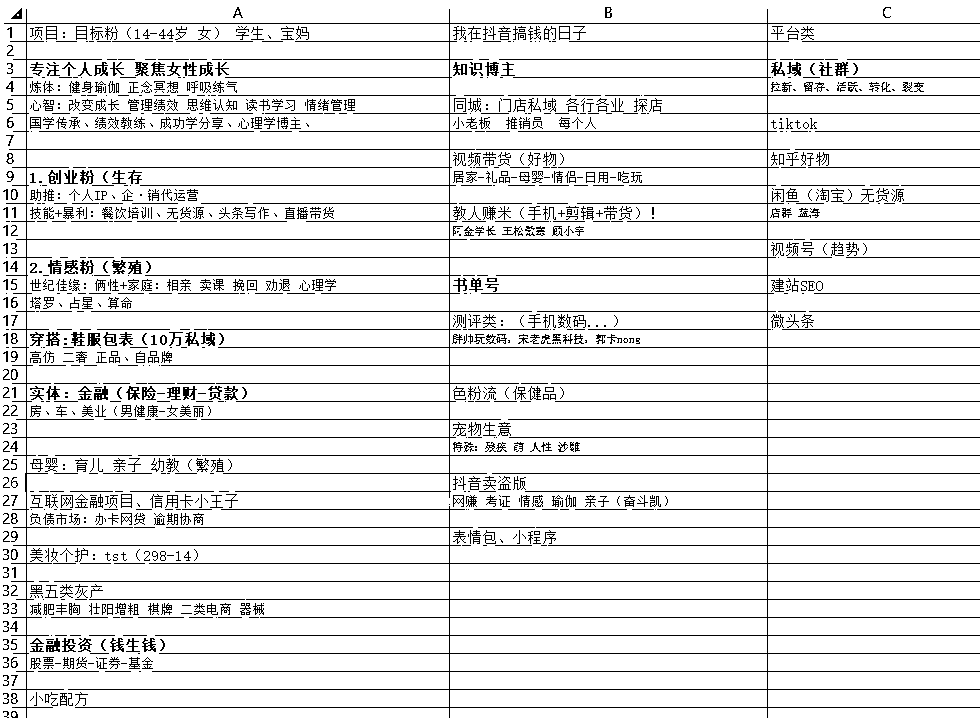 A B C
1 项目：目标粉（14-44岁 女） 学生、宝妈 我在抖音搞钱的日子 平台类
2
3 专注个人成长 聚焦女性成长 知识博主 私域（社群）
4 炼体：健身瑜伽 正念冥想 呼吸练气 拉新、留存、活跃、转化、裂变
5 心智：改变成长 管理绩效 思维认知 读书学习 情绪管理 同城：门店私域 各行各业 探店
6 国学传承、绩效教练、成功学分享、心理学博主、 小老板 推销员 每个人 tiktok
7
8 视频带货（好物） 知乎好物
9 1.创业粉（生存 居家-礼品-母婴-情侣-日用-吃玩
10 助推：个人IP、企·销代运营 闲鱼（淘宝）无货源
11 技能+暴利：餐饮培训、无货源、头条写作、直播带货 教人赚米（手机+剪辑+带货）！ 店群 蓝海
12 阿金学长 王松傲寒 顾小宇
13 视频号（趋势）
14 2.情感粉（繁殖）
15 世纪佳缘：俩性+家庭：相亲 卖课 挽回 劝退 心理学 书单号 建站SEO
16 塔罗、占星、算命
17 测评类：（手机数码...） 微头条
18 穿搭:鞋服包表（10万私域） 胖帅玩数码，宋老虎黑科技，郭卡nong
19 高仿 二奢 正品、自品牌
20
21 实体：金融（保险-理财-贷款） 色粉流（保健品）
22 房、车、美业（男健康-女美丽）
23 宠物生意
24 特殊：残疾 萌 人性 沙雕
25 母婴：育儿 亲子 幼教（繁殖）
26 抖音卖盗版
27 互联网金融项目、信用卡小王子 网赚 考证 情感 瑜伽 亲子（奋斗凯）
28 负债市场：办卡网贷 逾期协商
29 表情包、小程序
30 美妆个护：tst（298-14）
31
32 黑五类灰产
33 减肥丰胸 壮阳增粗 棋牌 二类电商 器械
34
35 金融投资（钱生钱）
36 股票-期货-证券-基金
37
38 小吃配方
39